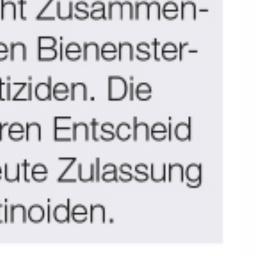 ht Zusammen-
en Bienenster-
tiziden. Die
ren Entscheid
eute Zulassung
tinoiden.